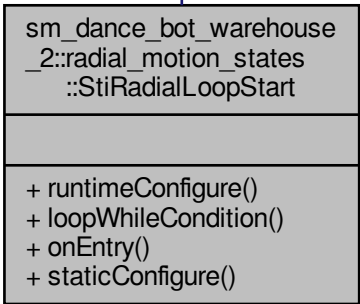 sm_dance_bot_warehouse
_2::radial_motion_states
::StiRadialLoopStart
+ runtimeConfigure()
+ loopWhileCondition()
+ onEntry()
+ staticConfigure()